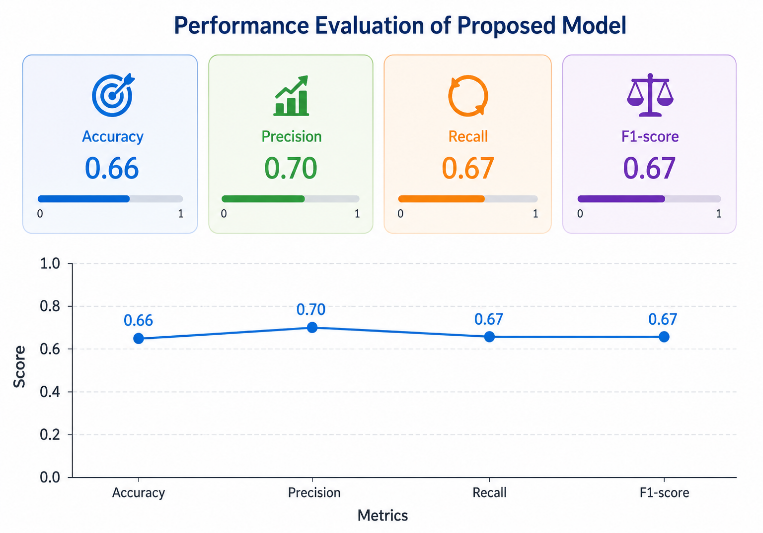 Performance Evaluation of Proposed Model
Accuracy
0.66
0 1
Precision
0.70
0 1
Recall
0.67
0 1
F1-score
0.67
0 1
1.0
0.8
0.6
0.4
0.2
0.0
Score
0.66
0.70
0.67
0.67
Accuracy Precision Recall F1-score
Metrics